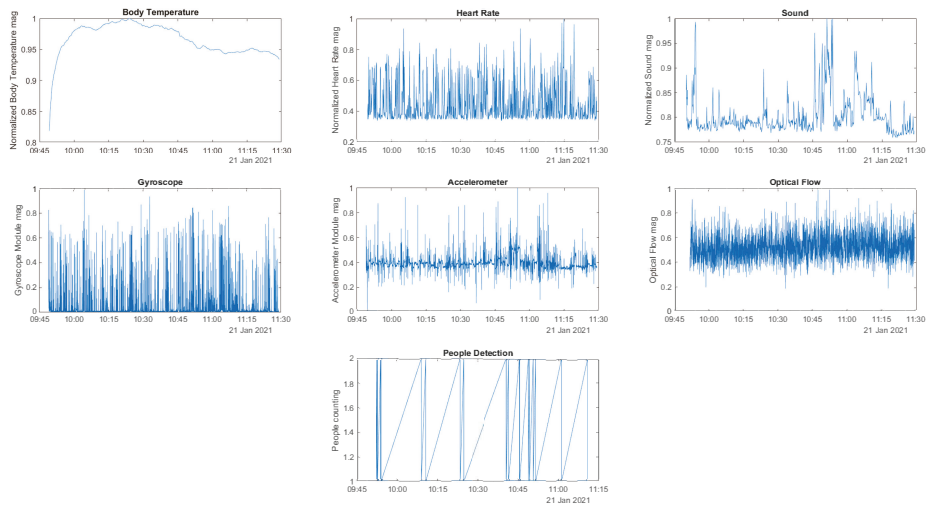 Body Temperature
Heart Rate
Sound
Normalized Body Temperature mag
1
0.95
0.9
0.85
0.8
09:45 10:00 10:15 10:30 10:45 11:00 11:15 11:30
21 Jan 2021
Normalized Heart Rate mag
1
0.8
0.6
0.4
0.2
09:45 10:00 10:15 10:30 10:45 11:00 11:15 11:30
21 Jan 2021
Normalized Sound mag
1
0.95
0.9
0.85
0.8
0.75
09:45 10:00 10:15 10:30 10:45 11:00 11:15 11:30
21 Jan 2021
Gyroscope
Accelerometer
Optical Flow
Gyroscope Module mag
1
0.8
0.6
0.4
0.2
0
09:45 10:00 10:15 10:30 10:45 11:00 11:15 11:30
21 Jan 2021
Accelerometer Module mag
1
0.8
0.6
0.4
0.2
0
09:45 10:00 10:15 10:30 10:45 11:00 11:15 11:30
21 Jan 2021
Optical Flow mag
1
0.8
0.6
0.4
0.2
0
09:45 10:00 10:15 10:30 10:45 11:00 11:15 11:30
21 Jan 2021
People Detection
People counting
2
1.8
1.6
1.4
1.2
1
09:45 10:00 10:15 10:30 10:45 11:00 11:15
21 Jan 2021